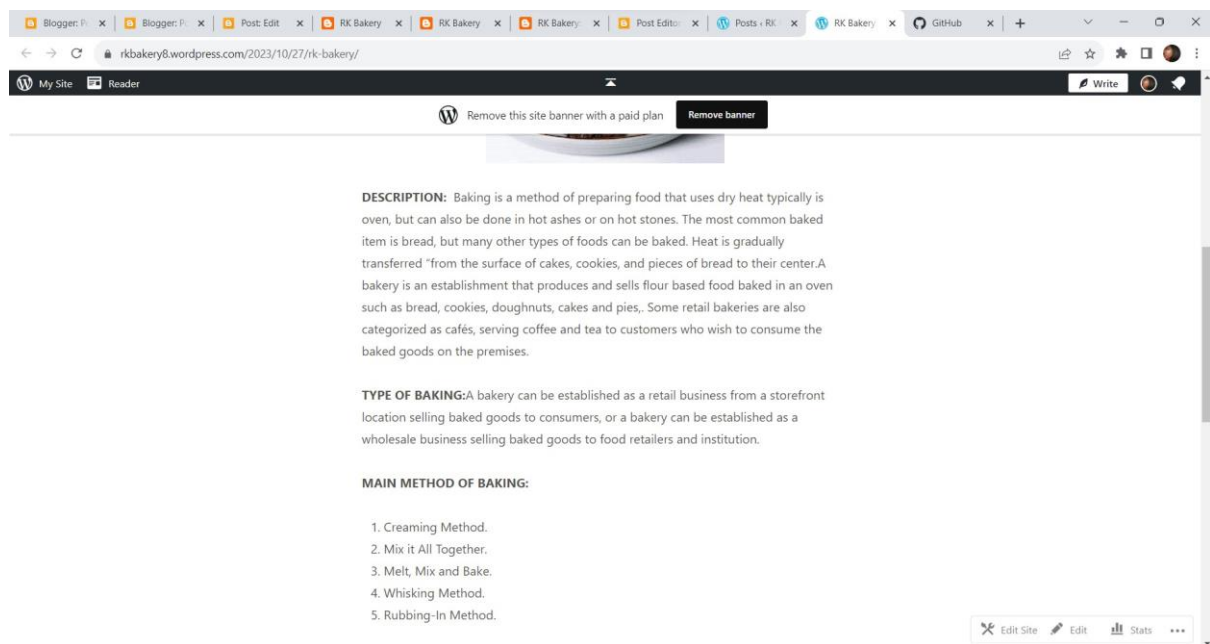 Blogger: P
Blogger: P
Post: Edit
RK Bakery
RK Bakery
RK Bakery:
Post Editor
Posts ‹ RK
RK Bakery
GitHub
rkbakery8.wordpress.com/2023/10/27/rk-bakery/
My Site Reader Write
Remove this site banner with a paid plan Remove banner
DESCRIPTION: Baking is a method of preparing food that uses dry heat typically is
oven, but can also be done in hot ashes or on hot stones. The most common baked
item is bread, but many other types of foods can be baked. Heat is gradually
transferred “from the surface of cakes, cookies, and pieces of bread to their center.A
bakery is an establishment that produces and sells flour based food baked in an oven
such as bread, cookies, doughnuts, cakes and pies,. Some retail bakeries are also
categorized as cafés, serving coffee and tea to customers who wish to consume the
baked goods on the premises.
TYPE OF BAKING:A bakery can be established as a retail business from a storefront
location selling baked goods to consumers, or a bakery can be established as a
wholesale business selling baked goods to food retailers and institution.
MAIN METHOD OF BAKING:
1. Creaming Method.
2. Mix it All Together.
3. Melt, Mix and Bake.
4. Whisking Method.
5. Rubbing-In Method.
Edit Site Edit Stats